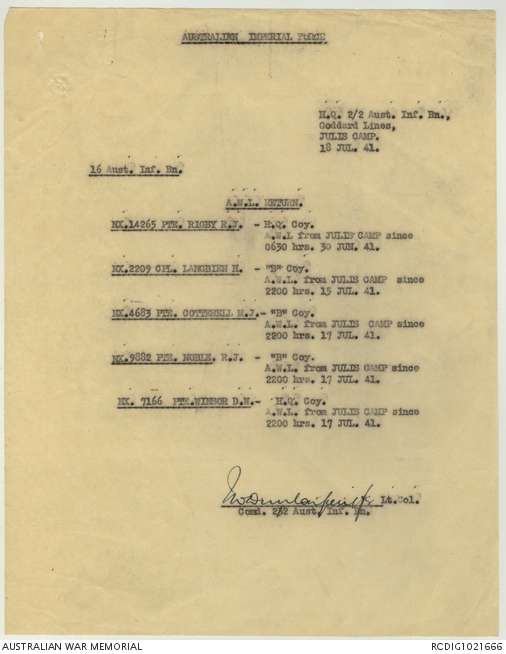 AUSTRALIAN IMPERIAL FORCE
H.Q. 2/2 Aust. Inf. Bn.,
Goddard Lines,
JULIS CAMP.
18 JUL. 41.
16 Aust. Inf. Bn.
A.W.L. RETURN.
NX.14265 PTE. RIGBY R.J. - H.Q. Coy.
A.W.L from JULIS CAMP since
0630 hrs. 30 JUN. 41.
NX.2209 CPL. LANGHIEN H. - "B" Coy.
A.W.L. from JULIS CAMP since
2200 hrs. 15 JUL. 41.
NX.4683 PTE. COTTERELL M.J.- "B" Coy.
A.W.L. from JULIS CAMP since
2200 hrs. 17 JUL. 41.
NX.9882 PTE. NOBLE. R.J. - "B" Coy.
A.W.L. from JULIS CAMP since
2200 hrs. 17 JUL. 41.
NX. 7166 PTE.WINSOR D.W.- H.Q. Coy.
A.W.L. from JULIS CAMP since
2200 hrs. 17 JUL. 41.
Lt.Col.
Comd. 2/2 Aust. Inf. Bn.
AUSTRALIAN WAR MEMORIAL
RCDIG1021666